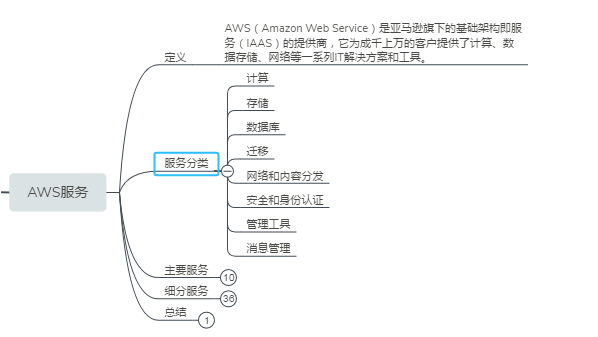 AWS（Amazon Web Service）是亚马逊旗下的基础架构即服
务（IAAS）的提供商，它为成千上万的客户提供了计算、数
据存储、网络等一系列IT解决方案和工具。
定义
计算
存储
数据库
迁移
服务分类
网络和内容分发
AWS服务
安全和身份认证
管理工具
消息管理
主要服务 10
细分服务 36
总结 1